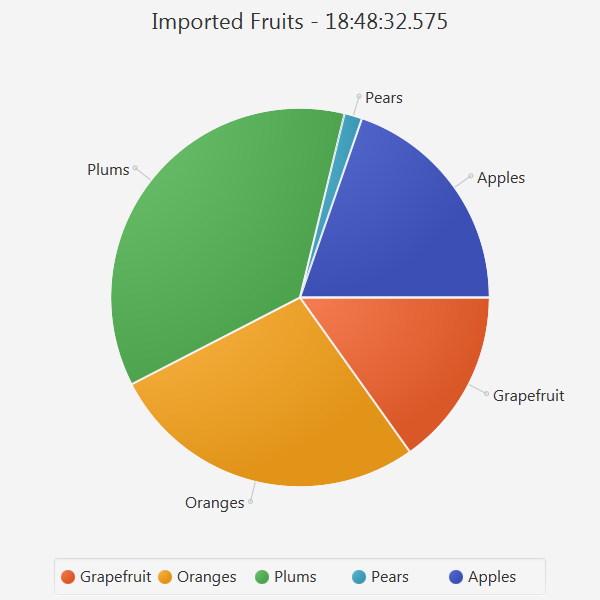 Imported Fruits - 18:48:32.575
Pears
Plums
Apples
Grapefruit
Oranges
Grapefruit Oranges Plums Pears Apples